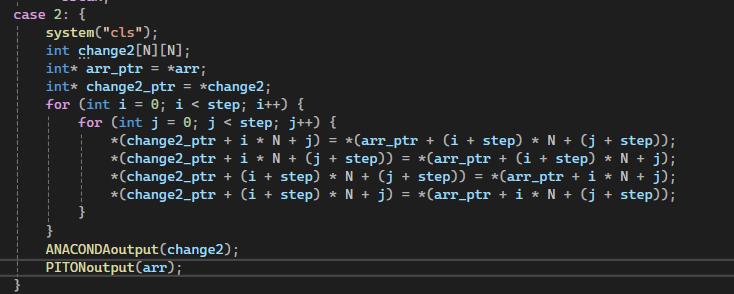 case 2: {
system("cls");
int change2[N][N];
int* arr_ptr = *arr;
int* change2_ptr = *change2;
for (int i = 0; i < step; i++) {
for (int j = 0; j < step; j++) {
*(change2_ptr + i * N + j) = *(arr_ptr + (i + step) * N + (j + step));
*(change2_ptr + i * N + (j + step)) = *(arr_ptr + (i + step) * N + j);
*(change2_ptr + (i + step) * N + (j + step)) = *(arr_ptr + i * N + j);
*(change2_ptr + (i + step) * N + j) = *(arr_ptr + i * N + (j + step));
}
}
ANACONDAoutput(change2);
PITONoutput(arr);
}